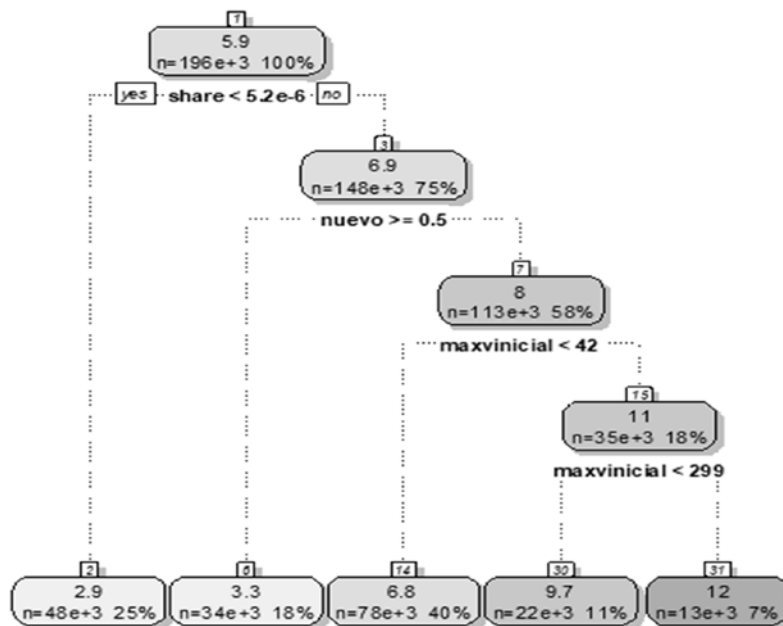 1
5.9
n=196e+3 100%
yes share < 5.2e-6 no
3
6.9
n=148e+3 75%
nuevo >= 0.5
7
8
n=113e+3 58%
maxvinicial < 42
15
11
n=35e+3 18%
maxvinicial < 299
2 6 14 30 31
2.9 3.3 6.8 9.7 12
n=48e+3 25% n=34e+3 18% n=78e+3 40% n=22e+3 11% n=13e+3 7%